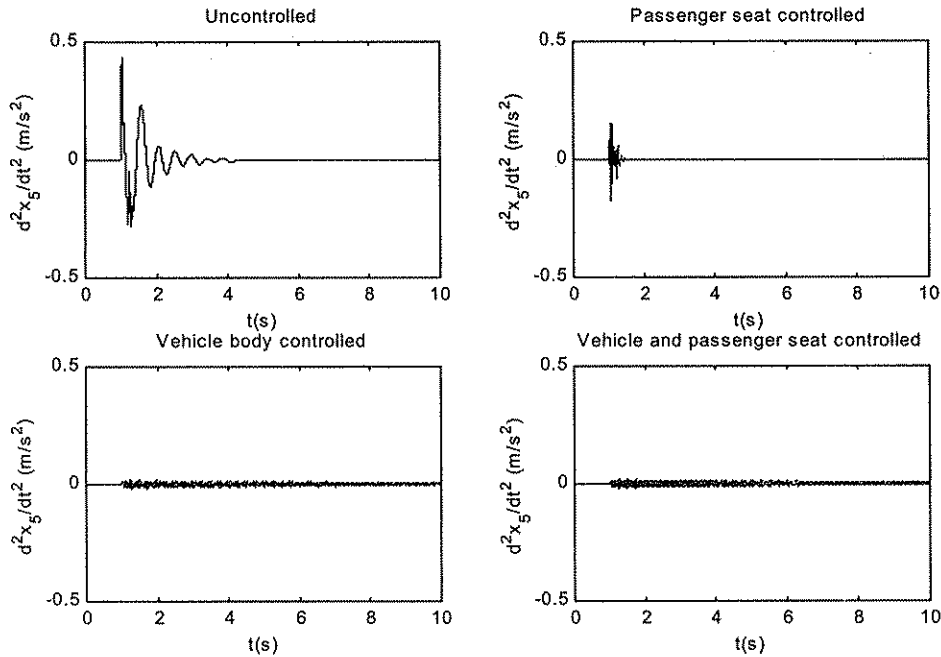 Uncontrolled
0.5
0
-0.5
d²x₅/dt² (m/s²)
0 2 4 6 8 10
t(s)
Passenger seat controlled
0.5
0
-0.5
d²x₅/dt² (m/s²)
0 2 4 6 8 10
t(s)
Vehicle body controlled
0.5
0
-0.5
d²x₅/dt² (m/s²)
0 2 4 6 8 10
t(s)
Vehicle and passenger seat controlled
0.5
0
-0.5
d²x₅/dt² (m/s²)
0 2 4 6 8 10
t(s)